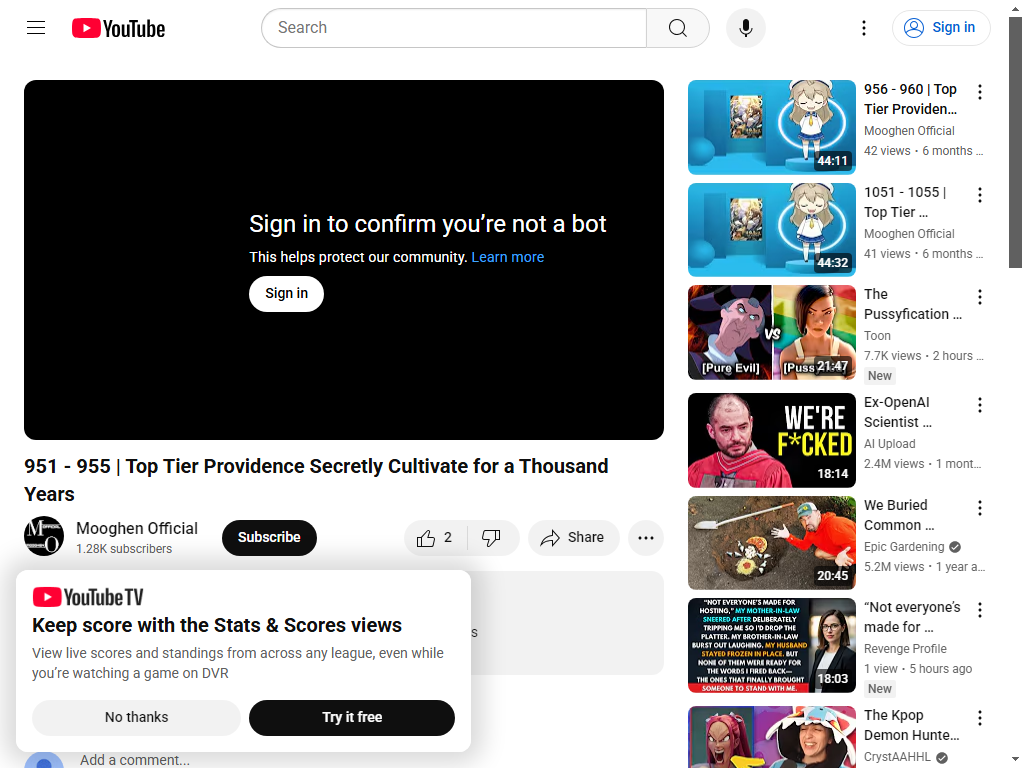 YouTube
Search
Sign in
Sign in to confirm you’re not a bot
This helps protect our community. Learn more
Sign in
951 - 955 | Top Tier Providence Secretly Cultivate for a Thousand
Years
Mooghen Official
1.28K subscribers
Subscribe
2
Share
YouTube TV
Keep score with the Stats & Scores views
View live scores and standings from across any league, even while
you’re watching a game on DVR
No thanks
Try it free
Add a comment...
44:11
956 - 960 | Top
Tier Providen…
Mooghen Official
42 views • 6 months …
44:32
1051 - 1055 |
Top Tier …
Mooghen Official
41 views • 6 months …
VS
[Pure Evil]
21:47
The
Pussyfication …
Toon
7.7K views • 2 hours …
New
WE'RE
F*CKED
18:14
Ex-OpenAI
Scientist …
AI Upload
2.4M views • 1 mont…
20:45
We Buried
Common …
Epic Gardening
5.2M views • 1 year a…
"NOT EVERYONE'S MADE FOR
HOSTING," MY MOTHER-IN-LAW
SNEERED AFTER DELIBERATELY
TRIPPING ME SO I'D DROP THE
PLATTER. MY BROTHER-IN-LAW
BURST OUT LAUGHING. MY HUSBAND
STAYED FROZEN IN PLACE. BUT
NONE OF THEM WERE READY FOR
THE WORDS I FIRED BACK—
THE ONES THAT FINALLY BROUGHT
SOMEONE TO STAND WITH ME.
18:03
“Not everyone’s
made for …
Revenge Profile
1 view • 5 hours ago
New
The Kpop
Demon Hunte…
CrystAAHHL